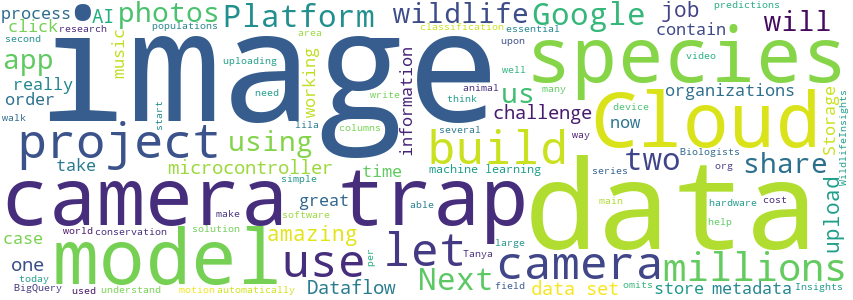 process AI photos Platform wildlife Google job will
click research populations predictions
contain
image species
music area classification essential upon
app uploading video
really working us well many organizations
order need write animal
challenge now Storage
device
walk start lila columns think several information
project using build Cloud
way Biologists two share
take microcontroller time machine learning series org
WildlifeInsights
camera trap data
simple great able hardware cost
case make software main upload
world conservation solution amazing help
model use let camera millions
one large
today per Tanya
understand Next field Dataflow data set omits store metadata Insights
BigQuery used motion automatically